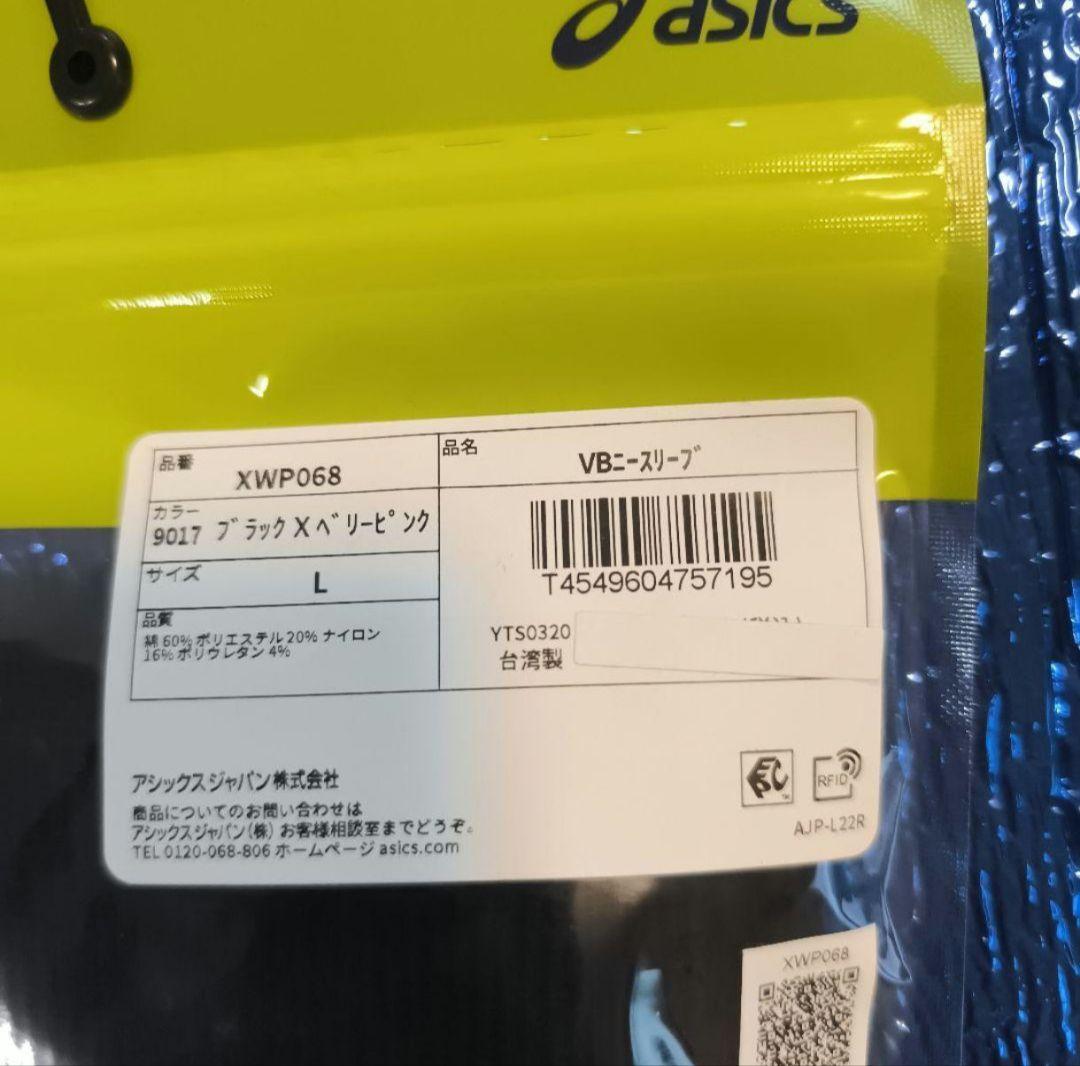 asics
品番
XWP068
品名
VBニースリーブ
カラー
9017 ブラックXベリーピンク
サイズ
L
T4549604757195
品質
綿 60% ポリエステル 20% ナイロン
16% ポリウレタン 4%
YTS0320
台湾製
アシックスジャパン株式会社
商品についてのお問い合わせは
アシックスジャパン(株) お客様相談室までどうぞ。
TEL 0120-068-806 ホームページ asics.com
RFID
AJP-L22R
XWP068